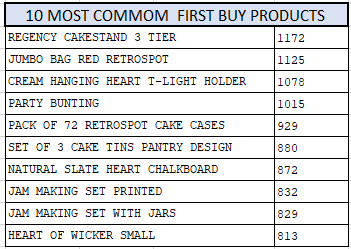 10 MOST COMMOM FIRST BUY PRODUCTS
REGENCY CAKESTAND 3 TIER 1172
JUMBO BAG RED RETROSPOT 1125
CREAM HANGING HEART T-LIGHT HOLDER 1078
PARTY BUNTING 1015
PACK OF 72 RETROSPOT CAKE CASES 929
SET OF 3 CAKE TINS PANTRY DESIGN 880
NATURAL SLATE HEART CHALKBOARD 872
JAM MAKING SET PRINTED 832
JAM MAKING SET WITH JARS 829
HEART OF WICKER SMALL 813